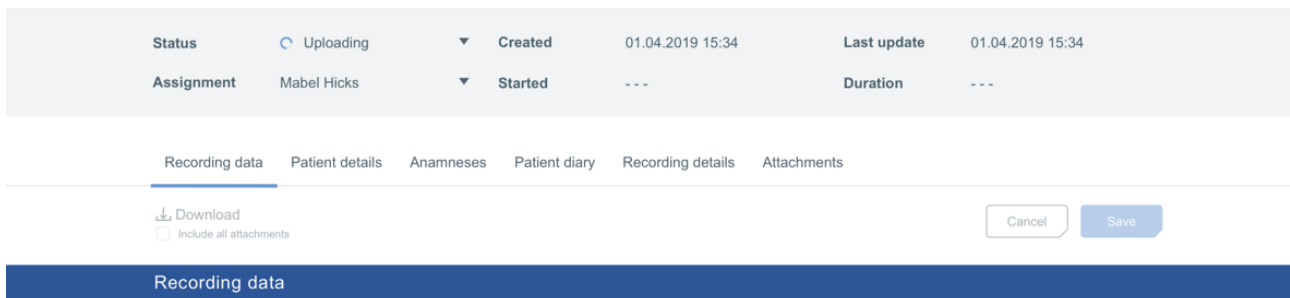 Status Uploading Created 01.04.2019 15:34 Last update 01.04.2019 15:34
Assignment Mabel Hicks Started - - - Duration - - -
Recording data Patient details Anamneses Patient diary Recording details Attachments
Download
Include all attachments
Cancel Save
Recording data